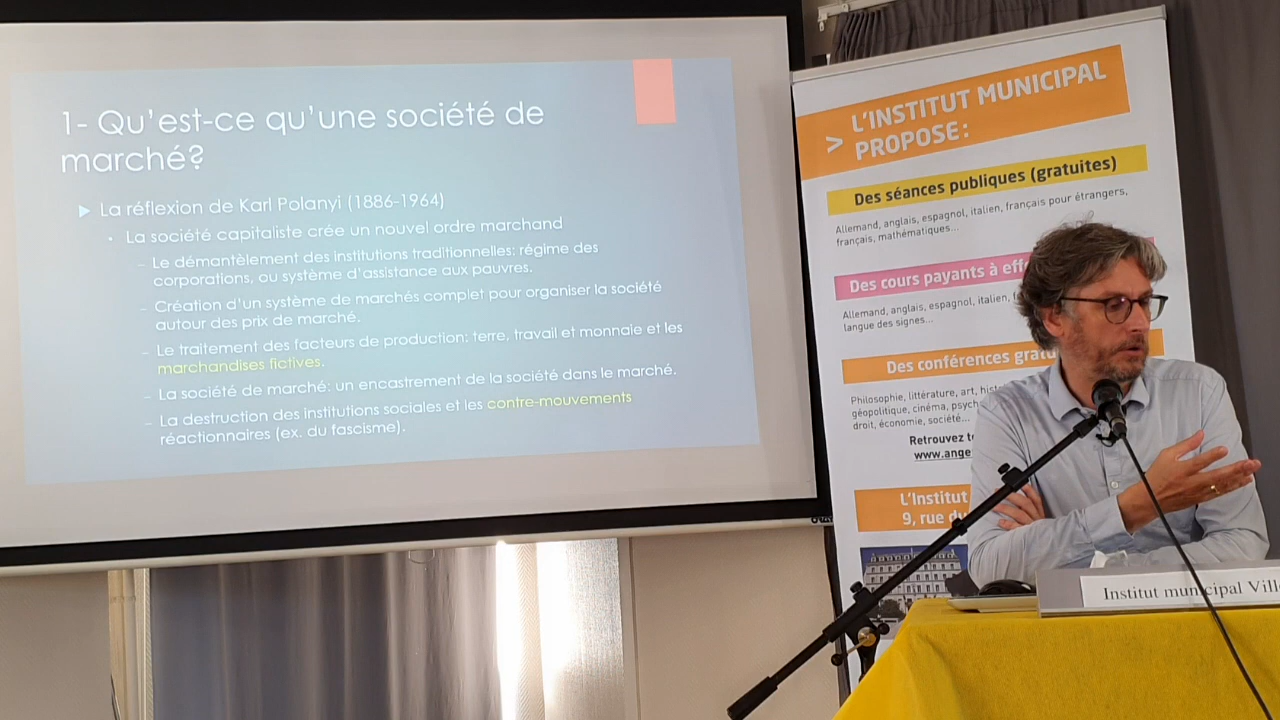 1- Qu'est-ce qu'une société de
marché?
La réflexion de Karl Polanyi (1886-1964)
La société capitaliste crée un nouvel ordre marchand
Le démantèlement des institutions traditionnelles: régime des
corporations, ou système d'assistance aux pauvres.
Création d'un système de marchés complet pour organiser la société
autour des prix de marché.
Le traitement des facteurs de production: terre, travail et monnaie et les
marchandises fictives.
La société de marché: un encastrement de la société dans le marché.
La destruction des institutions sociales et les contre-mouvements
réactionnaires (ex. du fascisme).
> L'INSTITUT MUNICIPAL
PROPOSE:
Des séances publiques (gratuites)
Allemand, anglais, espagnol, italien, français pour étrangers,
français, mathématiques...
Des cours payants à
Allemand, anglais, espagnol, italien,
langue des signes...
Des conférences
Philosophie, littérature, art,
géopolitique, cinéma,
droit, économie, société...
Retrouvez
L'Institut
9, rue
Institut municipal